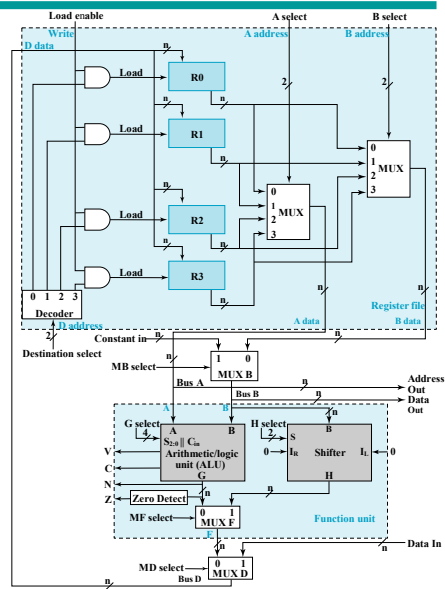 Load enable
A select
B select
Write
A address
B address
D data
n
2
2
Load
R0
n
n
Load
R1
n
0
1
2
3
MUX
0
1
2
3
MUX
n
Load
R2
n
n
Load
R3
n
0 1 2 3
Decoder
D address
2
Destination select
n
n
Register file
A data
B data
Constant in
n
n
n
1 0
MUX B
MB select
Bus A
n
Address
Out
Bus B
n
Data
Out
A
B
n
G select
4
A
B
S2:0 || Cin
Arithmetic/logic
unit (ALU)
G
H select
2
B
S
0
IR
Shifter
IL
0
H
V
C
N
Z
Zero Detect
n
n
MF select
0 1
MUX F
F
Function unit
n
n
Data In
MD select
0 1
MUX D
n
Bus D